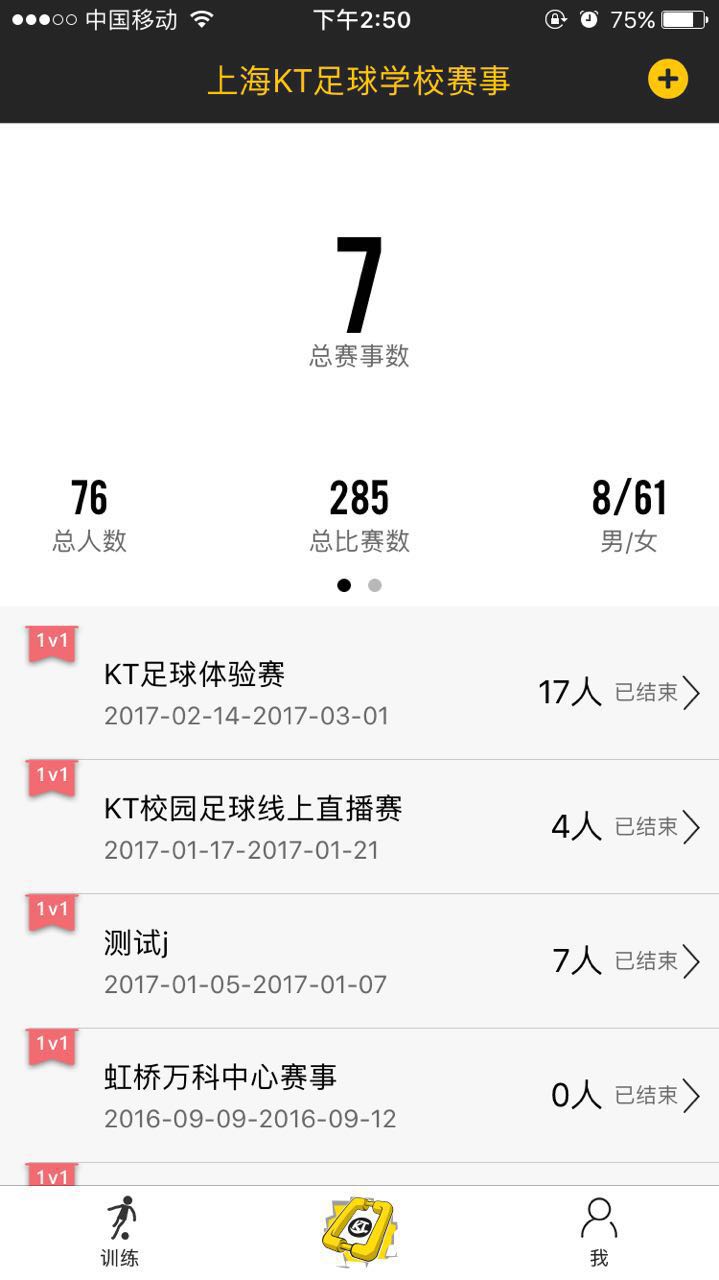 中国移动 下午2:50 75%
上海KT足球学校赛事
7
总赛事数
76 285 8/61
总人数 总比赛数 男/女
1v1
KT足球体验赛
17人 已结束
2017-02-14-2017-03-01
1v1
KT校园足球线上直播赛
4人 已结束
2017-01-17-2017-01-21
1v1
测试j
7人 已结束
2017-01-05-2017-01-07
1v1
虹桥万科中心赛事
0人 已结束
2016-09-09-2016-09-12
1v1
KT
训练 我